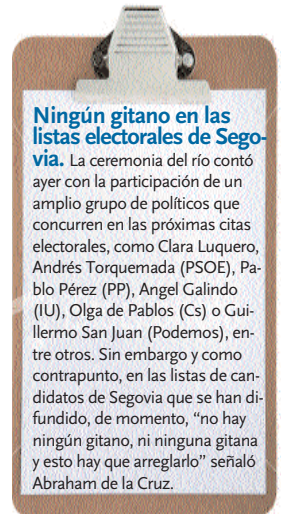 Ningún gitano en las
listas electorales de Sego-
via. La ceremonia del río contó
ayer con la participación de un
amplio grupo de políticos que
concurren en las próximas citas
electorales, como Clara Luquero,
Andrés Torquemada (PSOE), Pa-
blo Pérez (PP), Angel Galindo
(IU), Olga de Pablos (Cs) o Gui-
llermo San Juan (Podemos), en-
tre otros. Sin embargo y como
contrapunto, en las listas de can-
didatos de Segovia que se han di-
fundido, de momento, “no hay
ningún gitano, ni ninguna gitana
y esto hay que arreglarlo” señaló
Abraham de la Cruz.